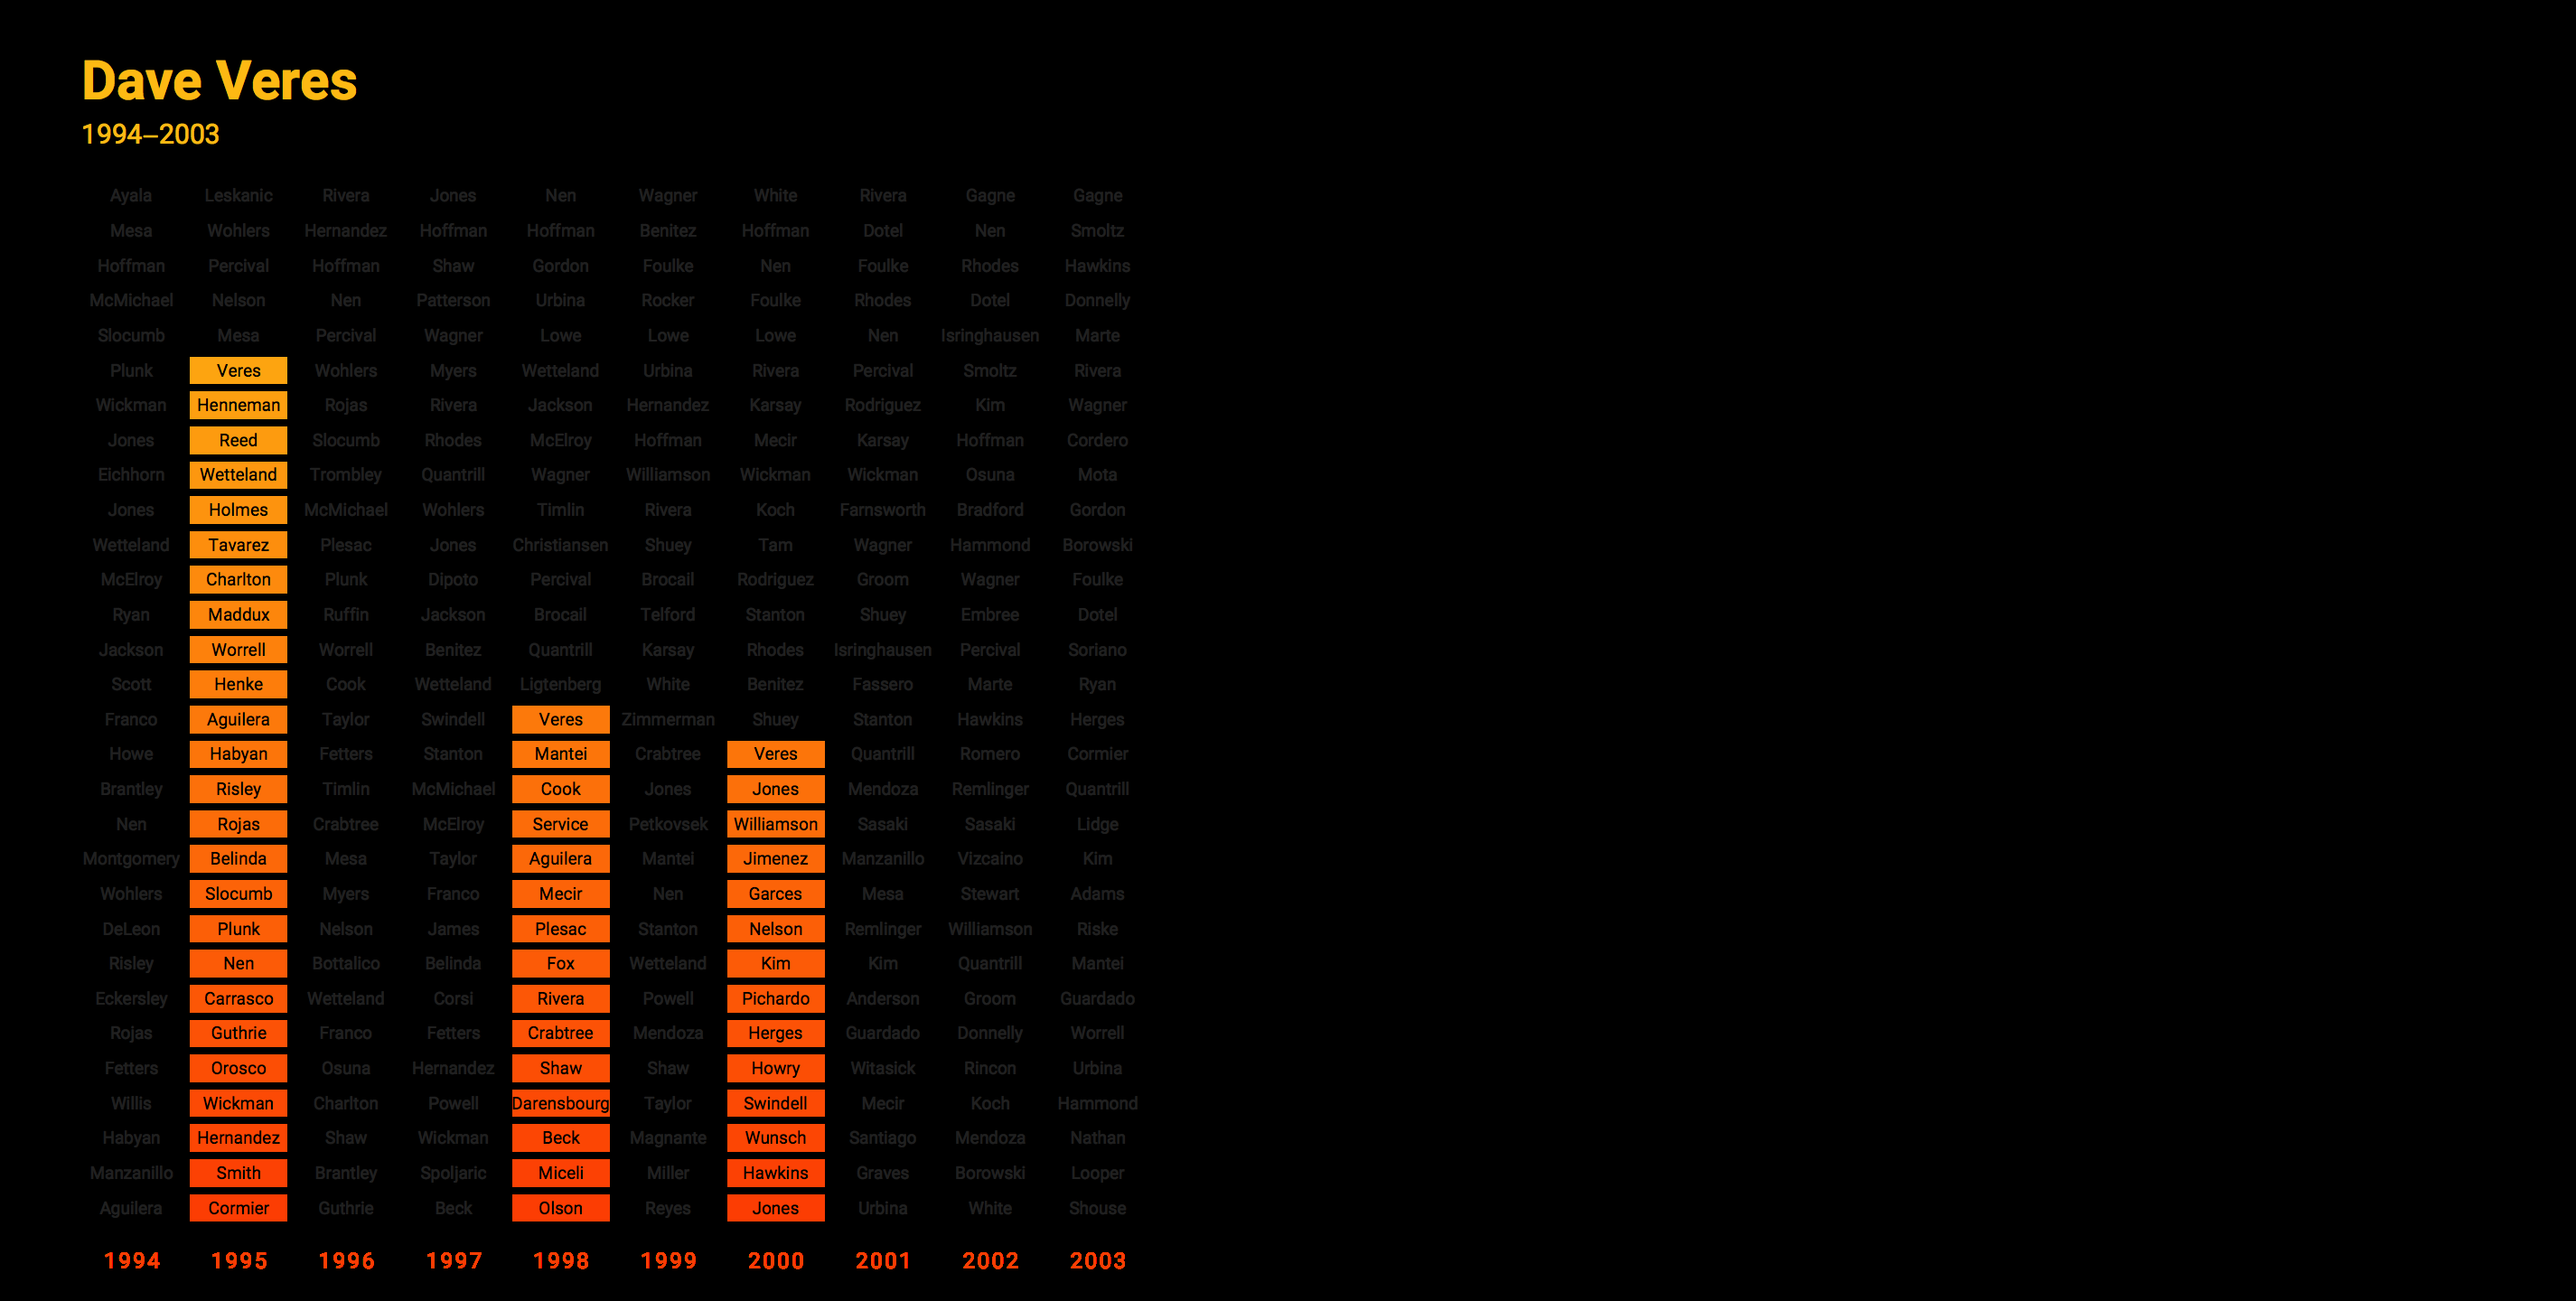 Dave Veres
1994–2003
Ayala Leskanic Rivera Jones Nen Wagner White Rivera Gagne Gagne
Mesa Wohlers Hernandez Hoffman Hoffman Benitez Hoffman Dotel Nen Smoltz
Hoffman Percival Hoffman Shaw Gordon Foulke Nen Foulke Rhodes Hawkins
McMichael Nelson Nen Patterson Urbina Rocker Foulke Rhodes Dotel Donnelly
Slocumb Mesa Percival Wagner Lowe Lowe Lowe Nen Isringhausen Marte
Plunk Veres Wohlers Myers Wetteland Urbina Rivera Percival Smoltz Rivera
Wickman Henneman Rojas Rivera Jackson Hernandez Karsay Rodriguez Kim Wagner
Jones Reed Slocumb Rhodes McElroy Hoffman Mecir Karsay Hoffman Cordero
Eichhorn Wetteland Trombley Quantrill Wagner Williamson Wickman Wickman Osuna Mota
Jones Holmes McMichael Wohlers Timlin Rivera Koch Farnsworth Bradford Gordon
Wetteland Tavarez Plesac Jones Christiansen Shuey Tam Wagner Hammond Borowski
McElroy Charlton Plunk Dipoto Percival Brocail Rodriguez Groom Wagner Foulke
Ryan Maddux Ruffin Jackson Brocail Telford Stanton Shuey Embree Dotel
Jackson Worrell Worrell Benitez Quantrill Karsay Rhodes Isringhausen Percival Soriano
Scott Henke Cook Wetteland Ligtenberg White Benitez Fassero Marte Ryan
Franco Aguilera Taylor Swindell Veres Zimmerman Shuey Stanton Hawkins Herges
Howe Habyan Fetters Stanton Mantei Crabtree Veres Quantrill Romero Cormier
Brantley Risley Timlin McMichael Cook Jones Jones Mendoza Remlinger Quantrill
Nen Rojas Crabtree McElroy Service Petkovsek Williamson Sasaki Sasaki Lidge
Montgomery Belinda Mesa Taylor Aguilera Mantei Jimenez Manzanillo Vizcaino Kim
Wohlers Slocumb Myers Franco Mecir Nen Garces Mesa Stewart Adams
DeLeon Plunk Nelson James Plesac Stanton Nelson Remlinger Williamson Riske
Risley Nen Bottalico Belinda Fox Wetteland Kim Kim Quantrill Mantei
Eckersley Carrasco Wetteland Corsi Rivera Powell Pichardo Anderson Groom Guardado
Rojas Guthrie Franco Fetters Crabtree Mendoza Herges Guardado Donnelly Worrell
Fetters Orosco Osuna Hernandez Shaw Shaw Howry Witasick Rincon Urbina
Willis Wickman Charlton Powell Darensbourg Taylor Swindell Mecir Koch Hammond
Habyan Hernandez Shaw Wickman Beck Magnante Wunsch Santiago Mendoza Nathan
Manzanillo Smith Brantley Spoljaric Miceli Miller Hawkins Graves Borowski Looper
Aguilera Cormier Guthrie Beck Olson Reyes Jones Urbina White Shouse
1994 1995 1996 1997 1998 1999 2000 2001 2002 2003